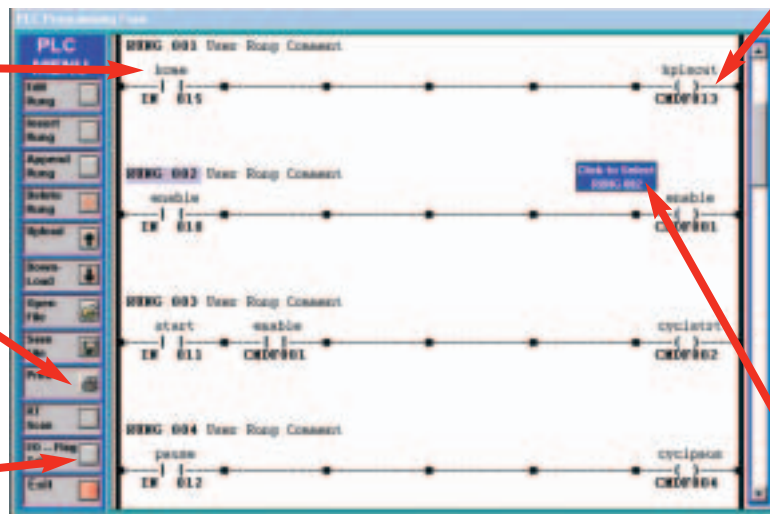 PLC Programming
PLC
MENU
Edit
Rung
Insert
Rung
Append
Rung
Delete
Rung
Upload
Down-
Load
Open
File
Save
File
Print
RT
Scan
I/O - Flag
Exit
RUNG 001 User Rung Comment
home
IN 015
hplscut
CMDF013
RUNG 002 User Rung Comment
Click to Select
RUNG 002
enable
IN 010
enable
CMDF001
RUNG 003 User Rung Comment
start
IN 011
enable
CMDF001
cyclstrt
CMDF002
RUNG 004 User Rung Comment
pause
IN 012
cyclpaus
CMDF004